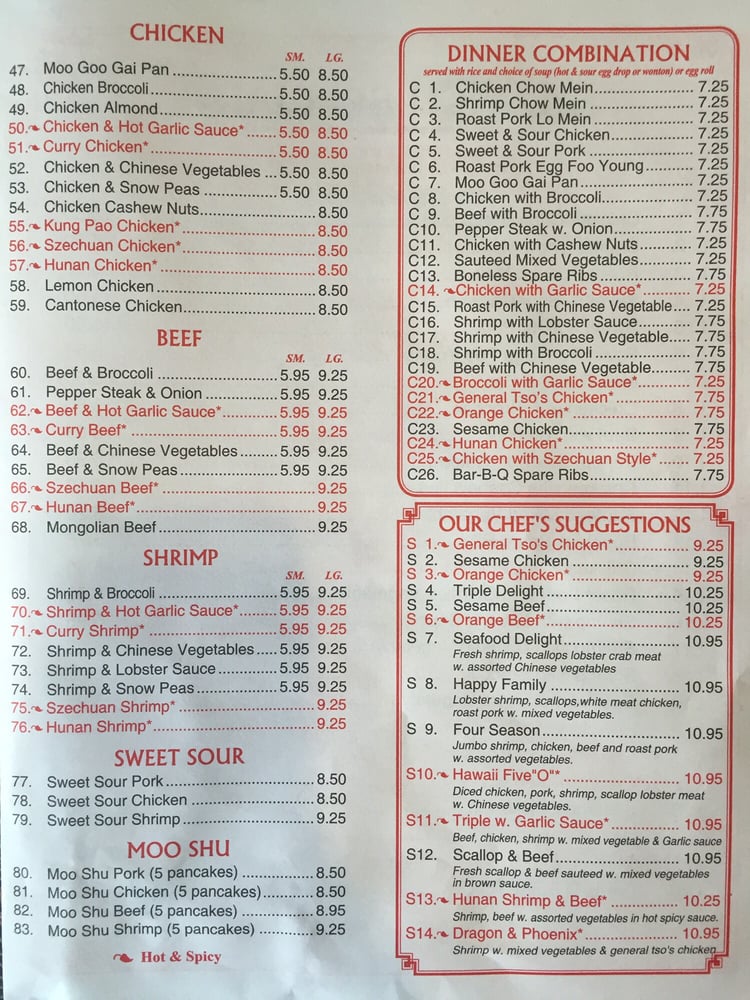 CHICKEN
SM. LG.
47. Moo Goo Gai Pan 5.50 8.50
48. Chicken Broccoli 5.50 8.50
49. Chicken Almond 5.50 8.50
50. Chicken & Hot Garlic Sauce* 5.50 8.50
51. Curry Chicken* 5.50 8.50
52. Chicken & Chinese Vegetables 5.50 8.50
53. Chicken & Snow Peas 5.50 8.50
54. Chicken Cashew Nuts 8.50
55. Kung Pao Chicken* 8.50
56. Szechuan Chicken* 8.50
57. Hunan Chicken* 8.50
58. Lemon Chicken 8.50
59. Cantonese Chicken 8.50
BEEF
SM. LG.
60. Beef & Broccoli 5.95 9.25
61. Pepper Steak & Onion 5.95 9.25
62. Beef & Hot Garlic Sauce* 5.95 9.25
63. Curry Beef* 5.95 9.25
64. Beef & Chinese Vegetables 5.95 9.25
65. Beef & Snow Peas 5.95 9.25
66. Szechuan Beef* 9.25
67. Hunan Beef* 9.25
68. Mongolian Beef 9.25
SHRIMP
SM. LG.
69. Shrimp & Broccoli 5.95 9.25
70. Shrimp & Hot Garlic Sauce* 5.95 9.25
71. Curry Shrimp* 5.95 9.25
72. Shrimp & Chinese Vegetables 5.95 9.25
73. Shrimp & Lobster Sauce 5.95 9.25
74. Shrimp & Snow Peas 5.95 9.25
75. Szechuan Shrimp* 9.25
76. Hunan Shrimp* 9.25
SWEET SOUR
77. Sweet Sour Pork 8.50
78. Sweet Sour Chicken 8.50
79. Sweet Sour Shrimp 9.25
MOO SHU
80. Moo Shu Pork (5 pancakes) 8.50
81. Moo Shu Chicken (5 pancakes) 8.50
82. Moo Shu Beef (5 pancakes) 8.95
83. Moo Shu Shrimp (5 pancakes) 9.25
Hot & Spicy
DINNER COMBINATION
served with rice and choice of soup (hot & sour egg drop or wonton) or egg roll
C 1. Chicken Chow Mein 7.25
C 2. Shrimp Chow Mein 7.25
C 3. Roast Pork Lo Mein 7.25
C 4. Sweet & Sour Chicken 7.25
C 5. Sweet & Sour Pork 7.25
C 6. Roast Pork Egg Foo Young 7.25
C 7. Moo Goo Gai Pan 7.25
C 8. Chicken with Broccoli 7.25
C 9. Beef with Broccoli 7.75
C10. Pepper Steak w. Onion 7.75
C11. Chicken with Cashew Nuts 7.25
C12. Sauteed Mixed Vegetables 7.25
C13. Boneless Spare Ribs 7.75
C14. Chicken with Garlic Sauce* 7.25
C15. Roast Pork with Chinese Vegetable 7.25
C16. Shrimp with Lobster Sauce 7.75
C17. Shrimp with Chinese Vegetable 7.75
C18. Shrimp with Broccoli 7.75
C19. Beef with Chinese Vegetable 7.75
C20. Broccoli with Garlic Sauce* 7.25
C21. General Tso's Chicken* 7.75
C22. Orange Chicken* 7.75
C23. Sesame Chicken 7.75
C24. Hunan Chicken* 7.25
C25. Chicken with Szechuan Style* 7.25
C26. Bar-B-Q Spare Ribs 7.75
OUR CHEF'S SUGGESTIONS
S 1. General Tso's Chicken* 9.25
S 2. Sesame Chicken 9.25
S 3. Orange Chicken* 9.25
S 4. Triple Delight 10.25
S 5. Sesame Beef 10.25
S 6. Orange Beef* 10.25
S 7. Seafood Delight 10.95
Fresh shrimp, scallops lobster crab meat
w. assorted Chinese vegetables
S 8. Happy Family 10.95
Lobster shrimp, scallops,white meat chicken,
roast pork w. mixed vegetables.
S 9. Four Season 10.95
Jumbo shrimp, chicken, beef and roast pork
w. assorted vegetables.
S10. Hawaii Five"O"* 10.95
Diced chicken, pork, shrimp, scallop lobster meat
w. Chinese vegetables.
S11. Triple w. Garlic Sauce* 10.95
Beef, chicken, shrimp w. mixed vegetable & Garlic sauce
S12. Scallop & Beef 10.95
Fresh scallop & beef sauteed w. mixed vegetables
in brown sauce.
S13. Hunan Shrimp & Beef* 10.25
Shrimp, beef w. assorted vegetables in hot spicy sauce.
S14. Dragon & Phoenix* 10.95
Shrimp w. mixed vegetables & general tso's chicken